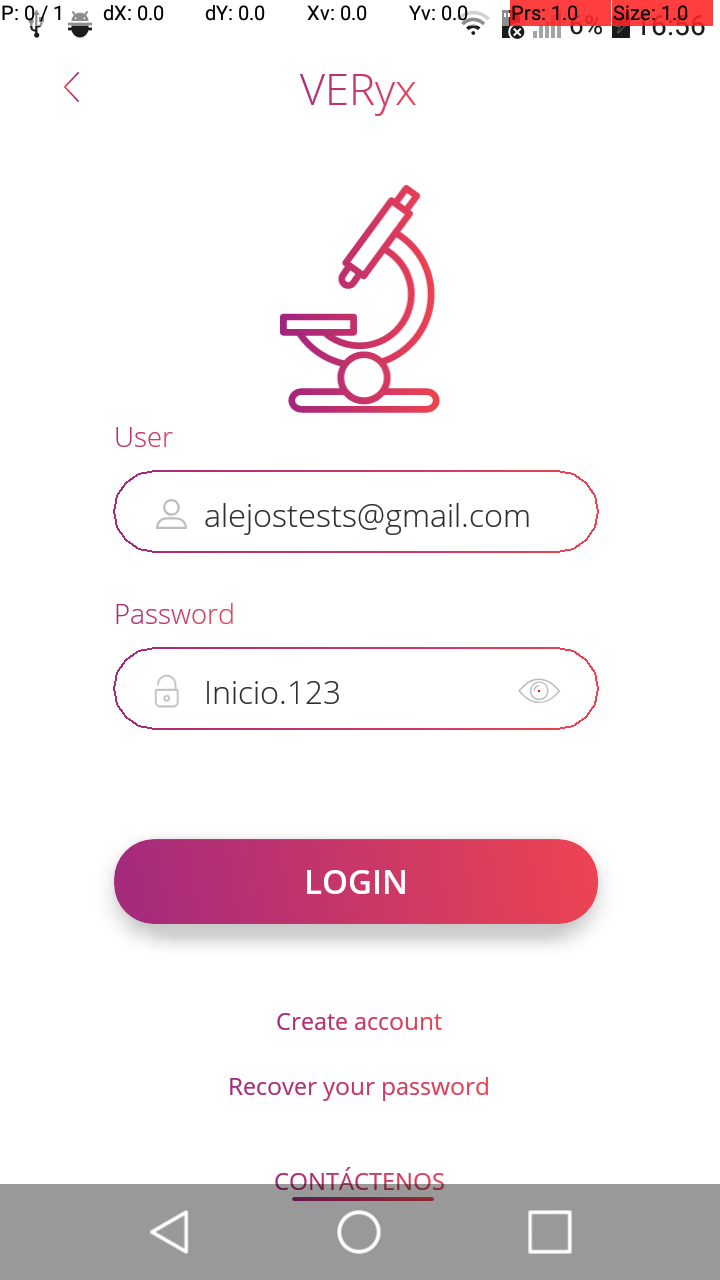 P: 0 / 1 dX: 0.0 dY: 0.0 Xv: 0.0 Yv: 0.0 Prs: 1.0 Size: 1.0
6% 16:56
VERyx
User
alejostests@gmail.com
Password
Inicio.123
LOGIN
Create account
Recover your password
CONTÁCTENOS